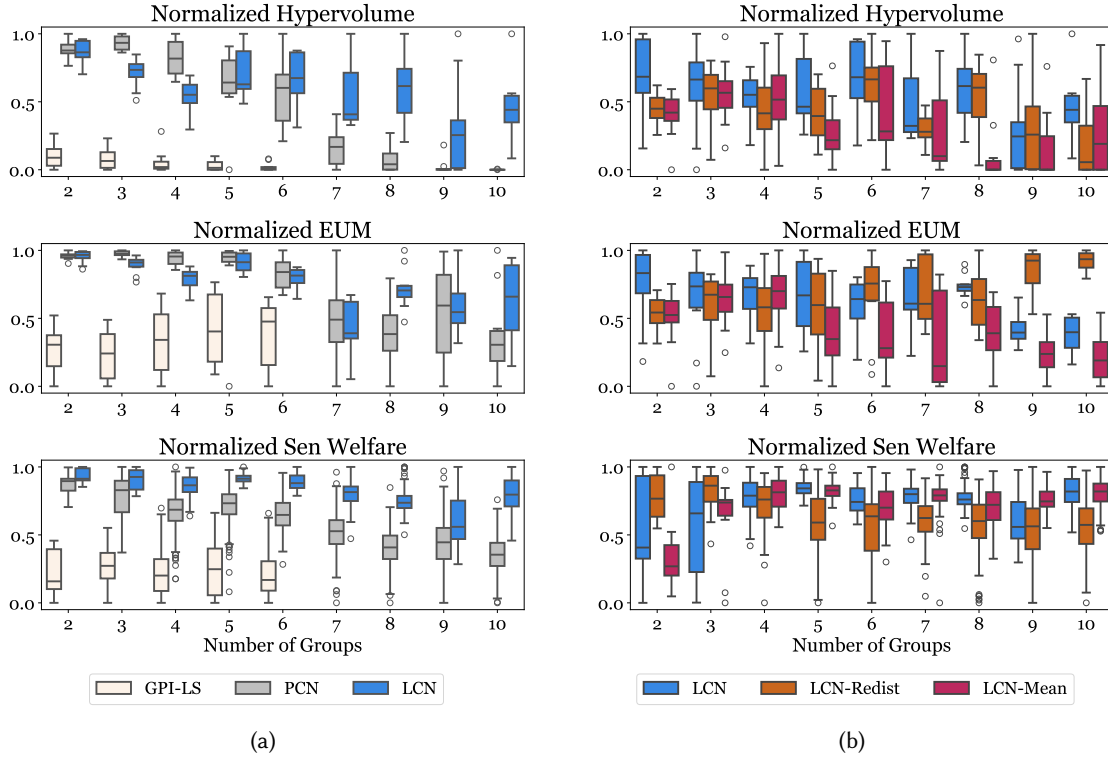 Normalized Hypervolume
1.0
0.5
0.0
2 3 4 5 6 7 8 9 10
Normalized EUM
1.0
0.5
0.0
2 3 4 5 6 7 8 9 10
Normalized Sen Welfare
1.0
0.5
0.0
2 3 4 5 6 7 8 9 10
Number of Groups
GPI-LS PCN LCN
(a)
Normalized Hypervolume
1.0
0.5
0.0
2 3 4 5 6 7 8 9 10
Normalized EUM
1.0
0.5
0.0
2 3 4 5 6 7 8 9 10
Normalized Sen Welfare
1.0
0.5
0.0
2 3 4 5 6 7 8 9 10
Number of Groups
LCN LCN-Redist LCN-Mean
(b)